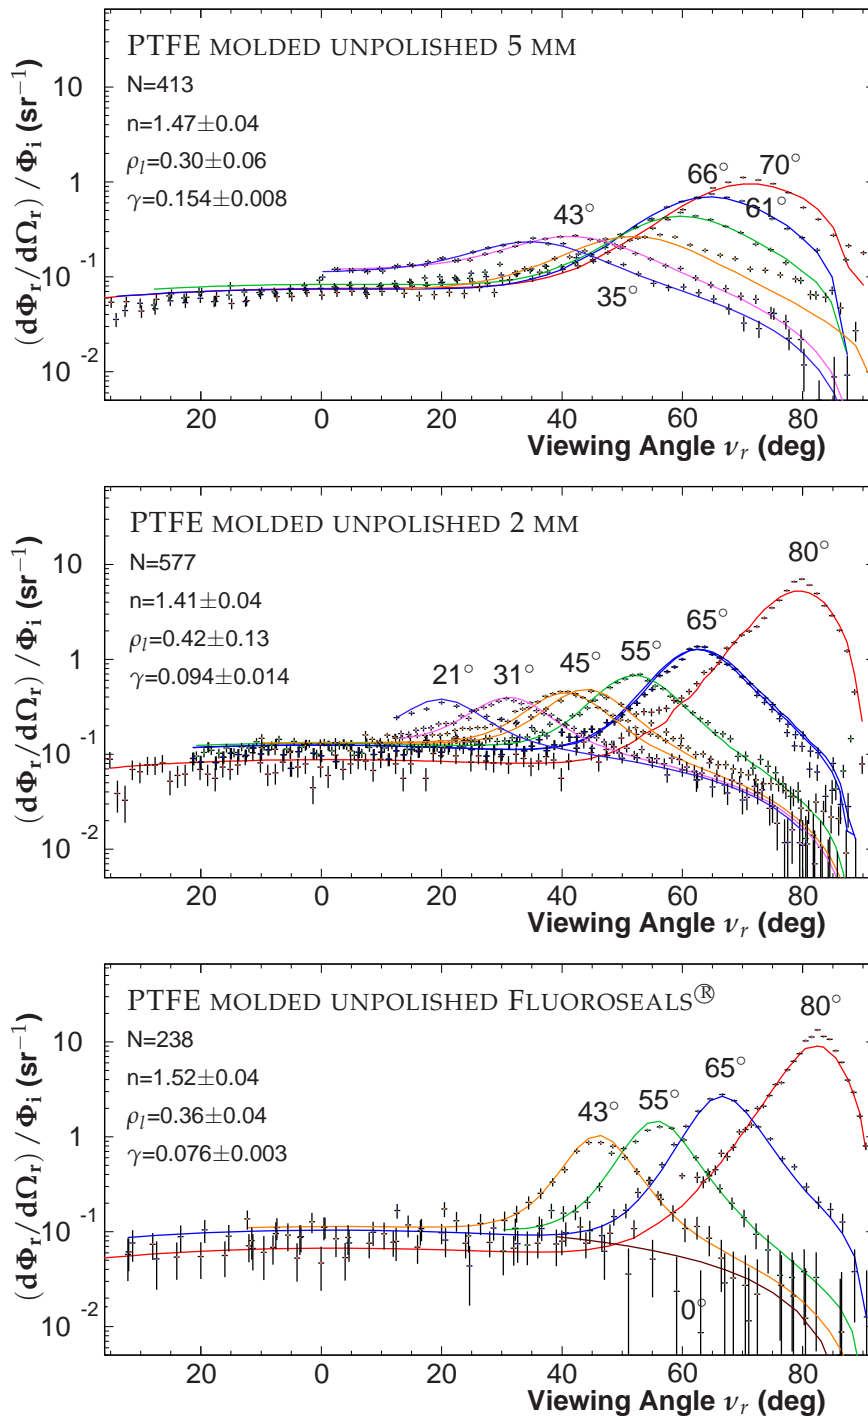 PTFE MOLDED UNPOLISHED 5 MM
N=413
n=1.47±0.04
ρl=0.30±0.06
γ=0.154±0.008
35° 43° 66° 70° 61°
(dΦr/dΩr) / Φi (sr⁻¹)
10
1
10⁻¹
10⁻²
20 0 20 40 60 80
Viewing Angle νr (deg)
PTFE MOLDED UNPOLISHED 2 MM
N=577
n=1.41±0.04
ρl=0.42±0.13
γ=0.094±0.014
21° 31° 45° 55° 65° 80°
(dΦr/dΩr) / Φi (sr⁻¹)
10
1
10⁻¹
10⁻²
20 0 20 40 60 80
Viewing Angle νr (deg)
PTFE MOLDED UNPOLISHED FLUOROSEALS®
N=238
n=1.52±0.04
ρl=0.36±0.04
γ=0.076±0.003
43° 55° 65° 80°
0°
(dΦr/dΩr) / Φi (sr⁻¹)
10
1
10⁻¹
10⁻²
20 0 20 40 60 80
Viewing Angle νr (deg)